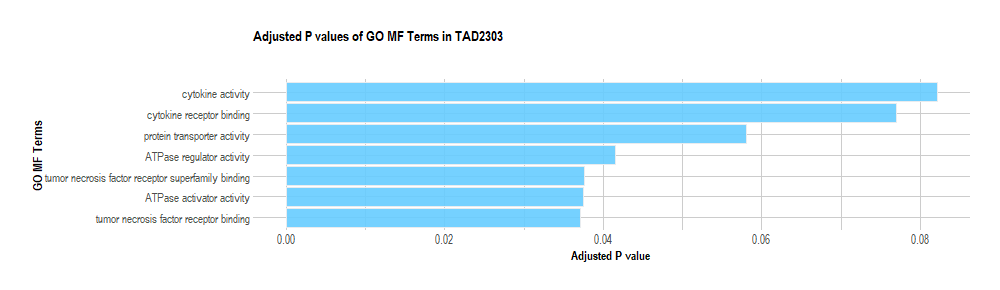 Adjusted P values of GO MF Terms in TAD2303
GO MF Terms
cytokine activity
cytokine receptor binding
protein transporter activity
ATPase regulator activity
tumor necrosis factor receptor superfamily binding
ATPase activator activity
tumor necrosis factor receptor binding
0.00 0.02 0.04 0.06 0.08
Adjusted P value